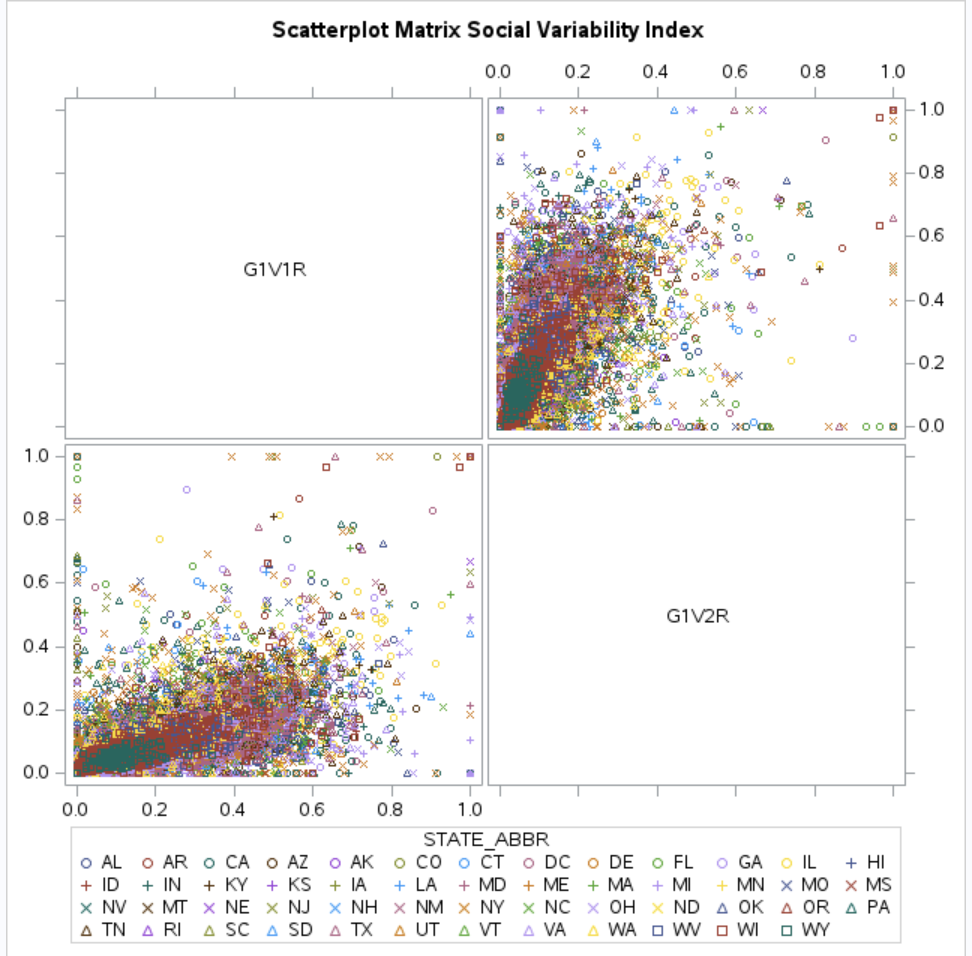 Scatterplot Matrix Social Variability Index
0.0 0.2 0.4 0.6 0.8 1.0
1.0
0.8
G1V1R
0.6
0.4
0.2
0.0
1.0
0.8
0.6
G1V2R
0.4
0.2
0.0
0.0 0.2 0.4 0.6 0.8 1.0
STATE_ABBR
AL AR CA AZ AK CO CT DC DE FL GA IL HI
ID IN KY KS IA LA MD ME MA MI MN MO MS
NV MT NE NJ NH NM NY NC OH ND OK OR PA
TN RI SC SD TX UT VT VA WA WV WI WY